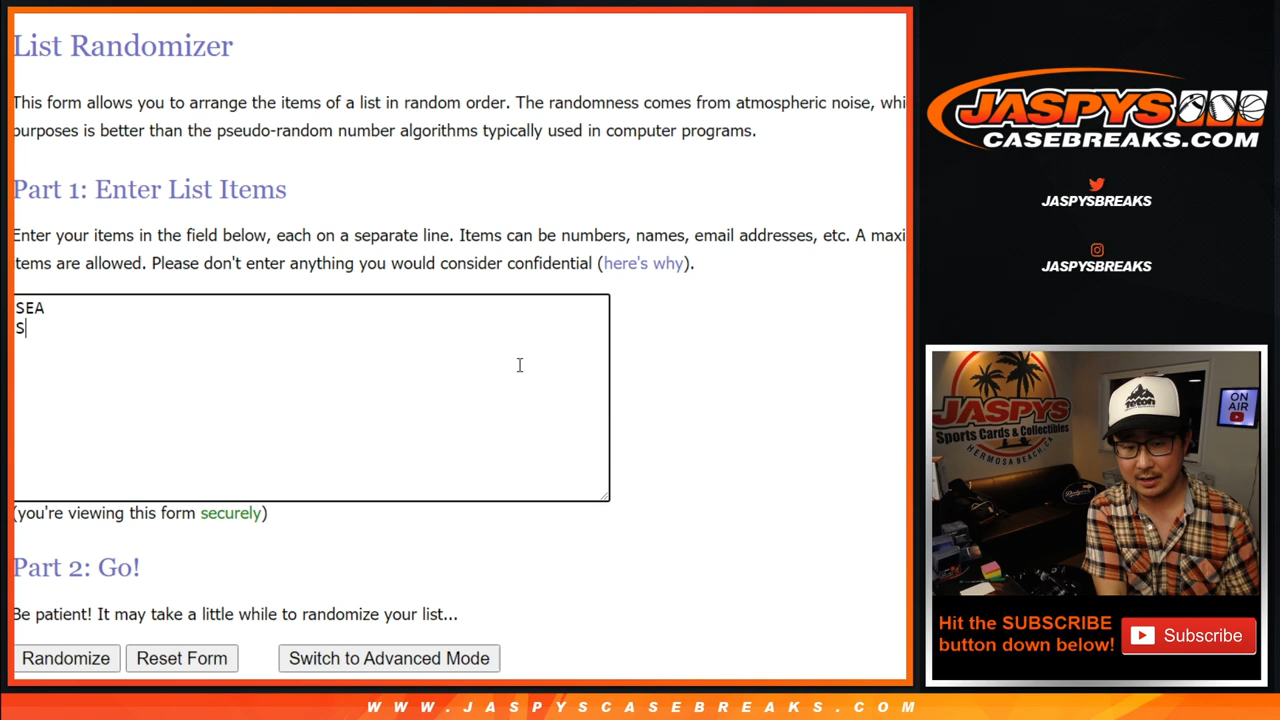 List Randomizer
This form allows you to arrange the items of a list in random order. The randomness comes from atmospheric noise, whi
purposes is better than the pseudo-random number algorithms typically used in computer programs.
Part 1: Enter List Items
Enter your items in the field below, each on a separate line. Items can be numbers, names, email addresses, etc. A maxi
items are allowed. Please don't enter anything you would consider confidential (here's why).
SEA
S
(you're viewing this form securely)
Part 2: Go!
Be patient! It may take a little while to randomize your list...
Randomize Reset Form Switch to Advanced Mode
JASPYS
CASEBREAKS.COM
JASPYSBREAKS
JASPYSBREAKS
JASPYS
Sports Cards & Collectibles
HERMOSA BEACH, CA
ON
AIR
Teton
Dodgers
Hit the SUBSCRIBE
button down below!
Subscribe
WWW.JASPYSCASEBREAKS.COM